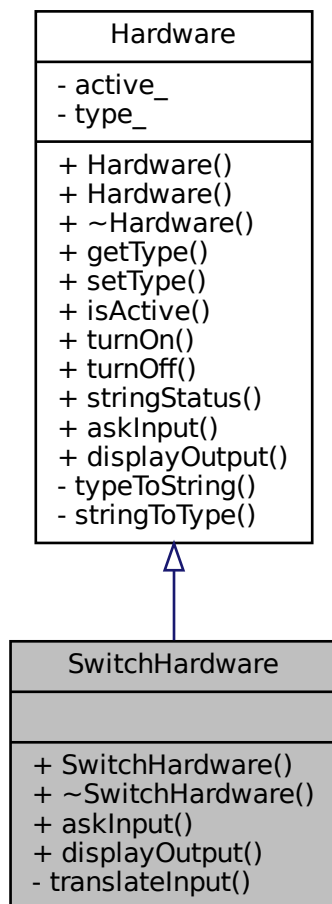 Hardware
- active_
- type_
+ Hardware()
+ Hardware()
+ ~Hardware()
+ getType()
+ setType()
+ isActive()
+ turnOn()
+ turnOff()
+ stringStatus()
+ askInput()
+ displayOutput()
- typeToString()
- stringToType()
SwitchHardware
+ SwitchHardware()
+ ~SwitchHardware()
+ askInput()
+ displayOutput()
- translateInput()